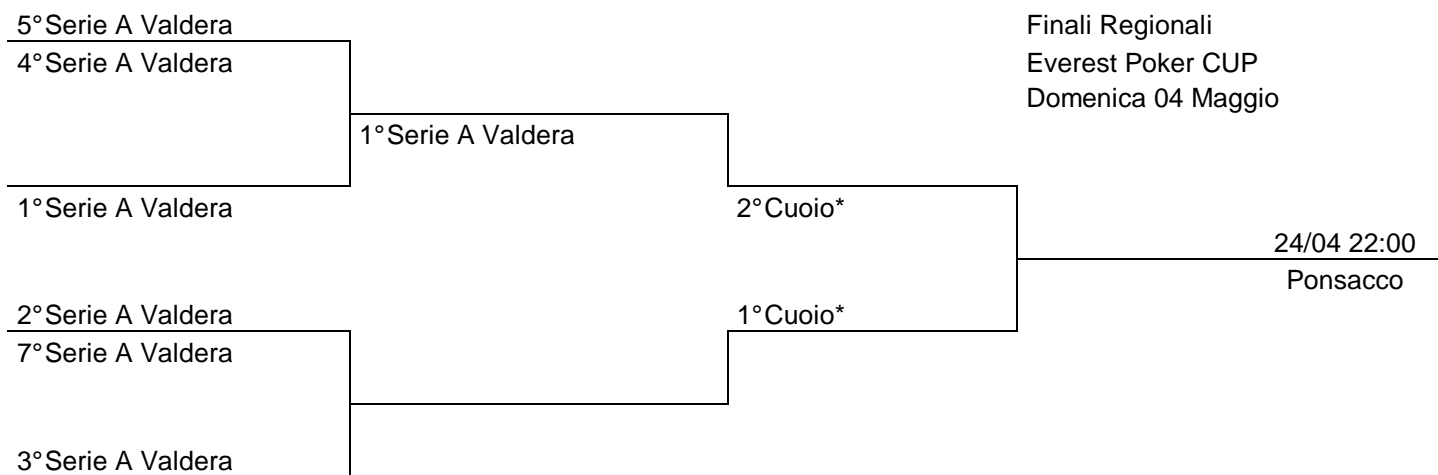 5°Serie A Valdera
Finali Regionali
4°Serie A Valdera
Everest Poker CUP
Domenica 04 Maggio
1°Serie A Valdera
1°Serie A Valdera
2°Cuoio*
24/04 22:00
Ponsacco
2°Serie A Valdera
1°Cuoio*
7°Serie A Valdera
3°Serie A Valdera